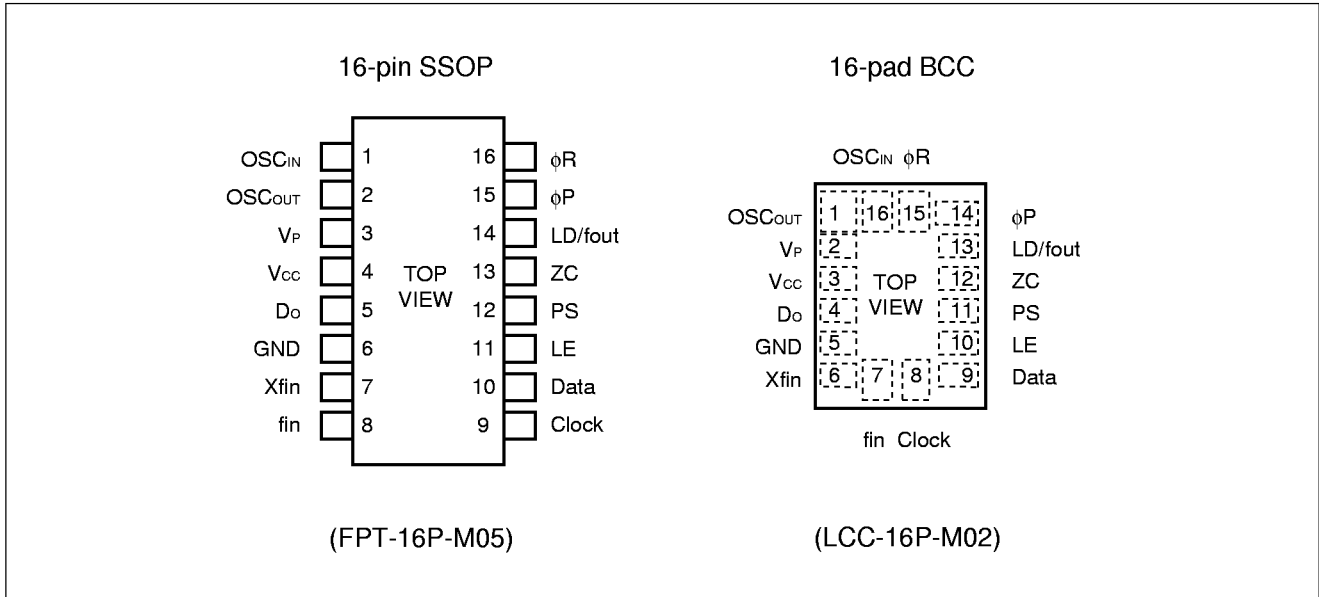 16-pin SSOP
OSCIN 1 16 ϕR
OSCOUT 2 15 ϕP
VP 3 14 LD/fout
VCC 4 13 ZC
TOP
VIEW
DO 5 12 PS
GND 6 11 LE
Xfin 7 10 Data
fin 8 9 Clock
(FPT-16P-M05)
16-pad BCC
OSCIN ϕR
OSCOUT 1 16 15 14 ϕP
VP 2 13 LD/fout
VCC 3 12 ZC
TOP
VIEW
DO 4 11 PS
GND 5 10 LE
Xfin 6 7 8 9 Data
fin Clock
(LCC-16P-M02)